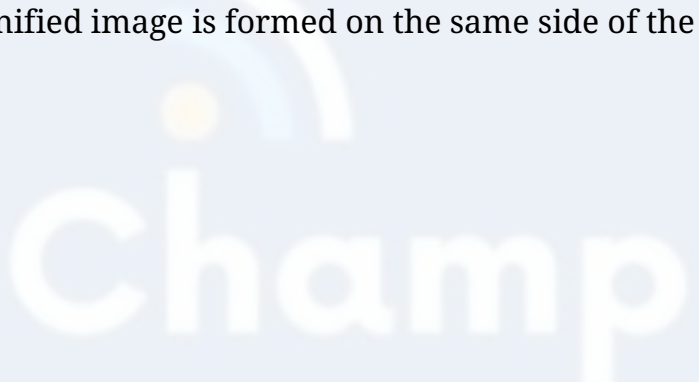 nified image is formed on the same side of the
Champ